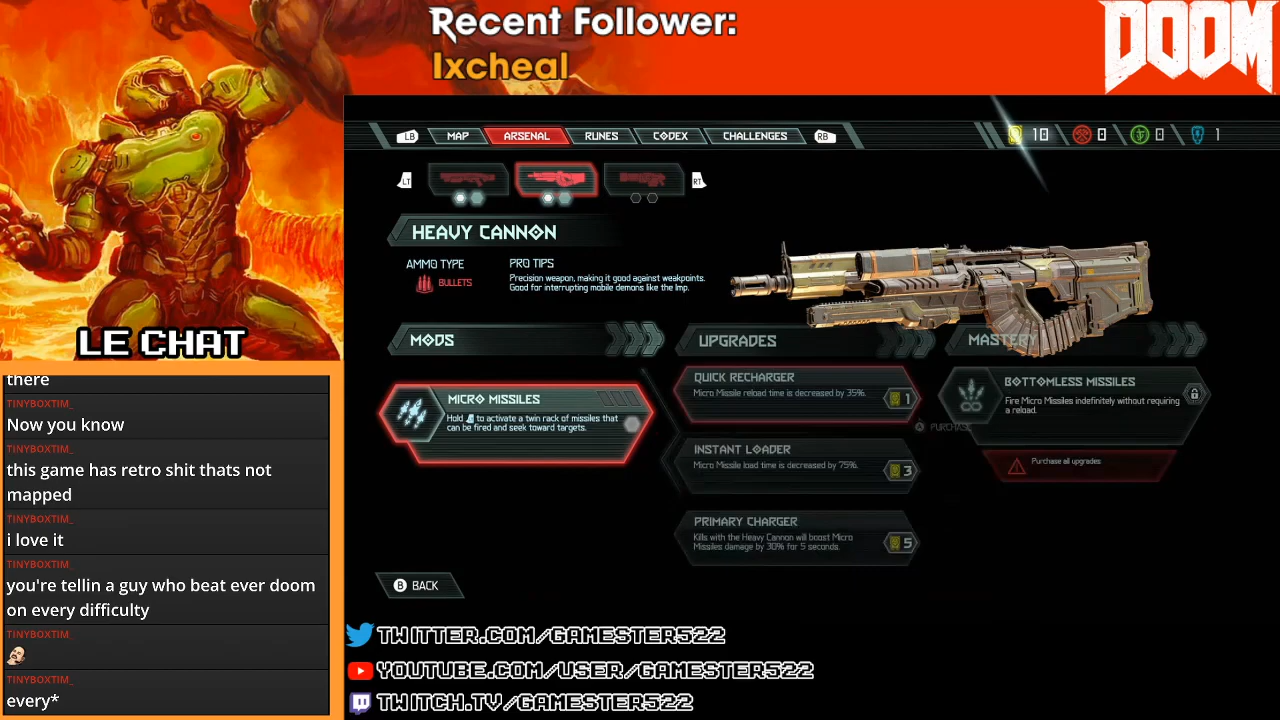 Recent Follower:
Ixcheal
DOOM
LE CHAT
there
TINYBOXTIM_
Now you know
TINYBOXTIM_
this game has retro shit thats not
mapped
TINYBOXTIM_
i love it
TINYBOXTIM_
you're tellin a guy who beat ever doom
on every difficulty
TINYBOXTIM_
TINYBOXTIM_
every*
LB MAP ARSENAL RUNES CODEX CHALLENGES RB
10 0 0 1
LT RT
HEAVY CANNON
AMMO TYPE
BULLETS
PRO TIPS
Precision weapon, making it good against weakpoints.
Good for interrupting mobile demons like the Imp.
MODS
UPGRADES
MASTERY
MICRO MISSILES
Hold to activate a twin rack of missiles that
can be fired and seek toward targets.
QUICK RECHARGER
Micro Missile reload time is decreased by 35%.
1
A PURCHASE
INSTANT LOADER
Micro Missile load time is decreased by 75%.
3
PRIMARY CHARGER
Kills with the Heavy Cannon will boost Micro
Missiles damage by 30% for 5 seconds.
5
BOTTOMLESS MISSILES
Fire Micro Missiles indefinitely without requiring
a reload.
Purchase all upgrades
B BACK
TWITTER.COM/GAMESTER522
YOUTUBE.COM/USER/GAMESTER522
TWITCH.TV/GAMESTER522